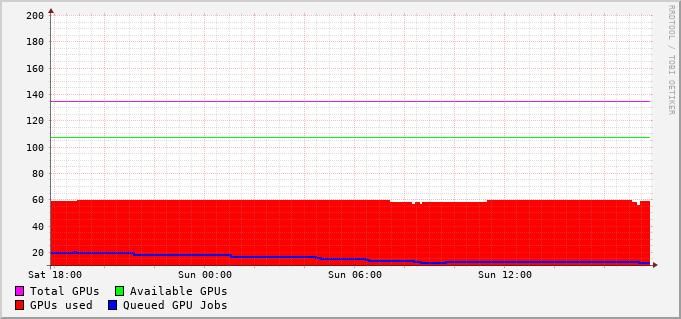 200
180
160
140
120
100
80
60
40
20
Sat 18:00 Sun 00:00 Sun 06:00 Sun 12:00
Total GPUs Available GPUs
GPUs used Queued GPU Jobs
RRDTOOL / TOBI OETIKER